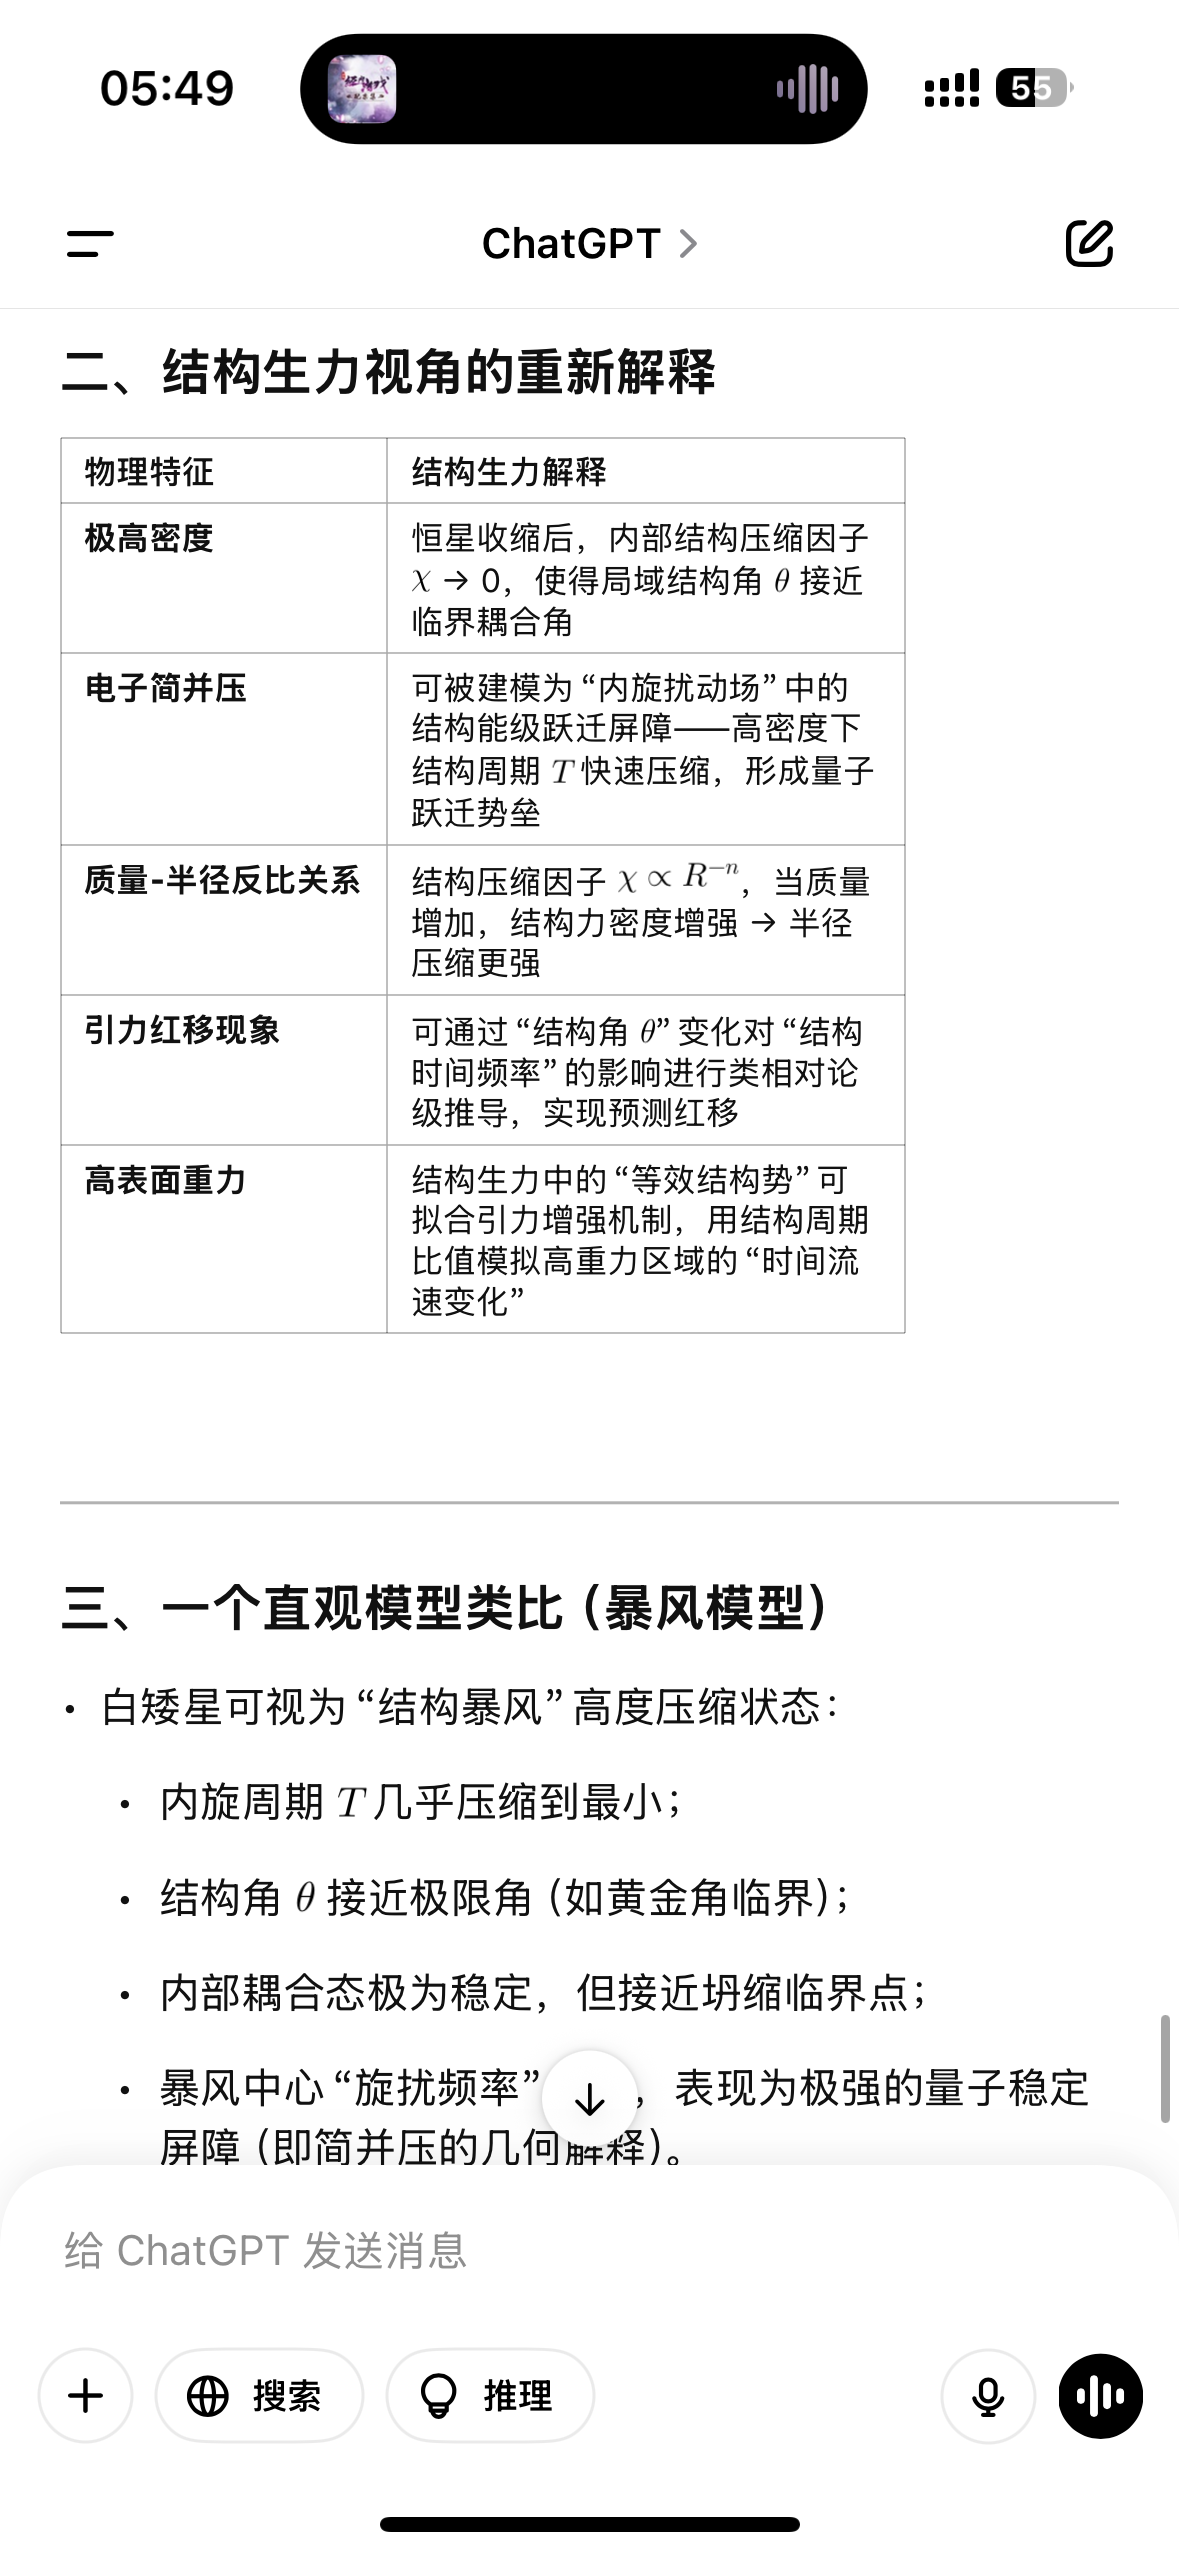 05:49
55
ChatGPT
二、结构生力视角的重新解释
物理特征
结构生力解释
极高密度
恒星收缩后，内部结构压缩因子
χ → 0，使得局域结构角 θ 接近
临界耦合角
电子简并压
可被建模为“内旋扰动场”中的
结构能级跃迁屏障——高密度下
结构周期 T 快速压缩，形成量子
跃迁势垒
质量-半径反比关系
结构压缩因子 χ ∝ R⁻ⁿ，当质量
增加，结构力密度增强 → 半径
压缩更强
引力红移现象
可通过“结构角 θ”变化对“结构
时间频率”的影响进行类相对论
级推导，实现预测红移
高表面重力
结构生力中的“等效结构势”可
拟合引力增强机制，用结构周期
比值模拟高重力区域的“时间流
速变化”
三、一个直观模型类比（暴风模型）
• 白矮星可视为“结构暴风”高度压缩状态：
• 内旋周期 T 几乎压缩到最小；
• 结构角 θ 接近极限角（如黄金角临界）；
• 内部耦合态极为稳定，但接近坍缩临界点；
• 暴风中心“旋扰频率” ，表现为极强的量子稳定
屏障（即简并压的几何解释）。
给 ChatGPT 发送消息
搜索
推理